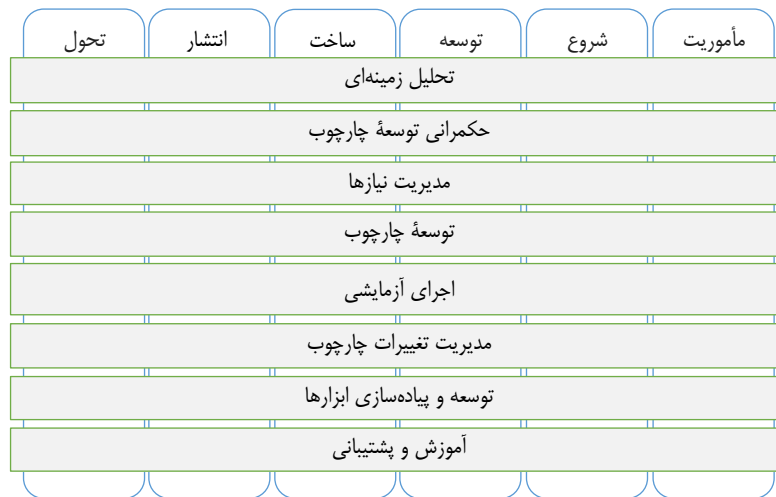 مأموریت شروع توسعه ساخت انتشار تحول
تحلیل زمینه‌ای
حکمرانی توسعهٔ چارچوب
مدیریت نیازها
توسعهٔ چارچوب
اجرای آزمایشی
مدیریت تغییرات چارچوب
توسعه و پیاده‌سازی ابزارها
آموزش و پشتیبانی